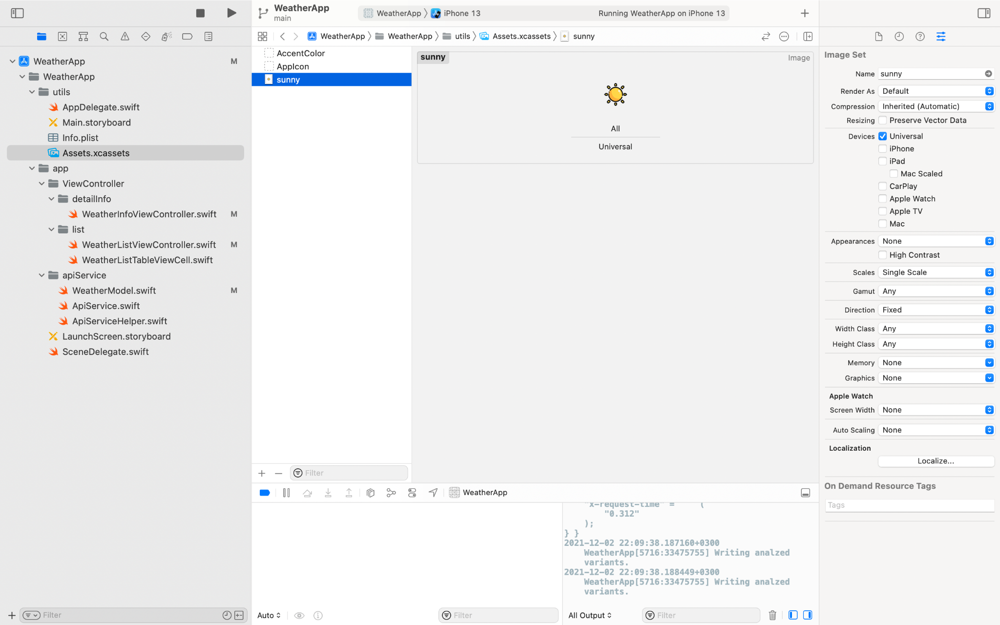 WeatherApp
main
WeatherApp
iPhone 13
Running WeatherApp on iPhone 13
WeatherApp
WeatherApp
utils
Assets.xcassets
sunny
WeatherApp M
WeatherApp
utils
AppDelegate.swift
Main.storyboard
Info.plist
Assets.xcassets
app
ViewController
detailInfo
WeatherInfoViewController.swift M
list
WeatherListViewController.swift M
WeatherListTableViewCell.swift
apiService
WeatherModel.swift M
ApiService.swift
ApiServiceHelper.swift
LaunchScreen.storyboard
SceneDelegate.swift
Filter
AccentColor
AppIcon
sunny
Filter
sunny
Image
All
Universal
WeatherApp
"x-request-time" = (
"0.312"
);
} }
2021-12-02 22:09:38.187160+0300
WeatherApp[5716:33475755] Writing analzed
variants.
2021-12-02 22:09:38.188449+0300
WeatherApp[5716:33475755] Writing analzed
variants.
Auto
Filter
All Output
Filter
Image Set
Name sunny
Render As Default
Compression Inherited (Automatic)
Resizing Preserve Vector Data
Devices Universal
iPhone
iPad
Mac Scaled
CarPlay
Apple Watch
Apple TV
Mac
Appearances None
High Contrast
Scales Single Scale
Gamut Any
Direction Fixed
Width Class Any
Height Class Any
Memory None
Graphics None
Apple Watch
Screen Width None
Auto Scaling None
Localization
Localize...
On Demand Resource Tags
Tags